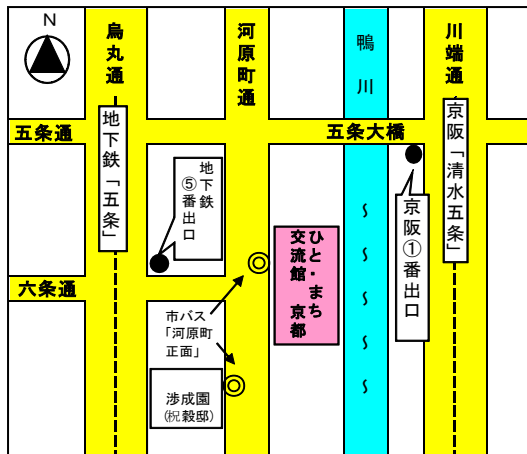 N
烏丸通
河原町通
鴨川
川端通
五条通
五条大橋
地下鉄「五条」
地下鉄
⑤番出口
京阪「清水五条」
京阪①番出口
ひと・まち
交流館 京都
六条通
市バス
「河原町
正面」
渉成園
(枳殻邸)